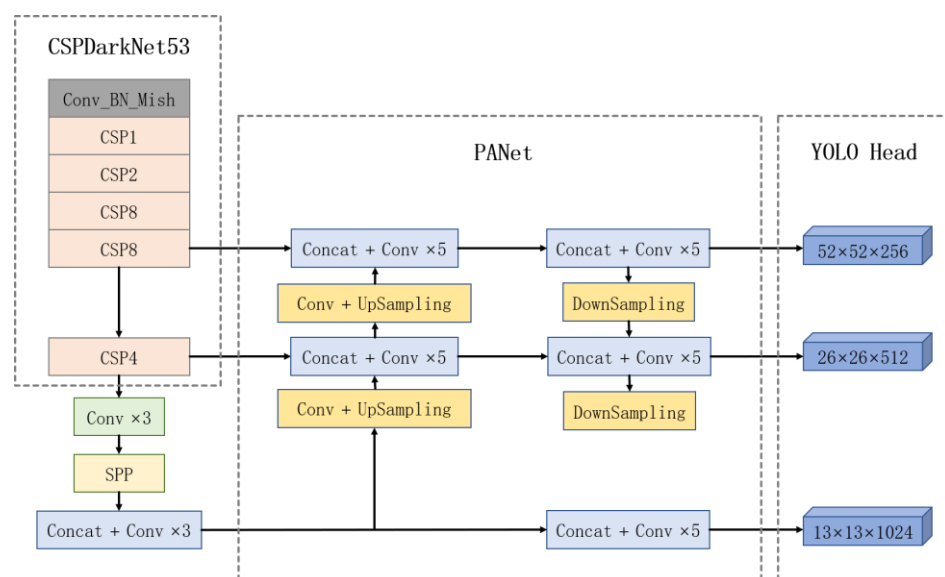 CSPDarkNet53
Conv_BN_Mish
CSP1
CSP2
CSP8
CSP8
CSP4
Conv ×3
SPP
Concat + Conv ×3
PANet
Concat + Conv ×5
Concat + Conv ×5
Conv + UpSampling
DownSampling
Concat + Conv ×5
Concat + Conv ×5
Conv + UpSampling
DownSampling
Concat + Conv ×5
YOLO Head
52×52×256
26×26×512
13×13×1024